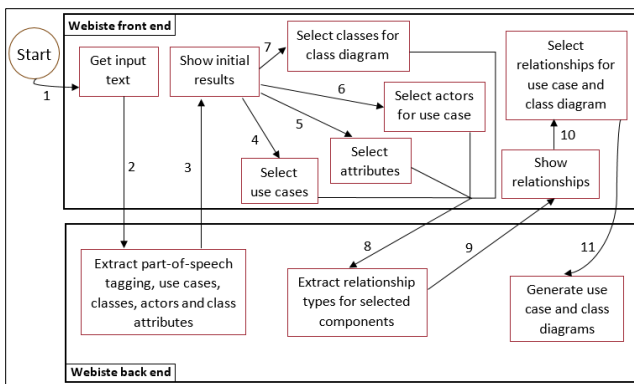 Webiste front end
Start
1
Get input
text
Show initial
results
7
Select classes for
class diagram
6
Select actors
for use case
5
Select
attributes
4
Select
use cases
Select
relationships for
use case and
class diagram
10
Show
relationships
2
3
8
9
11
Extract part-of-speech
tagging, use cases,
classes, actors and class
attributes
Extract relationship
types for selected
components
Generate use
case and class
diagrams
Webiste back end